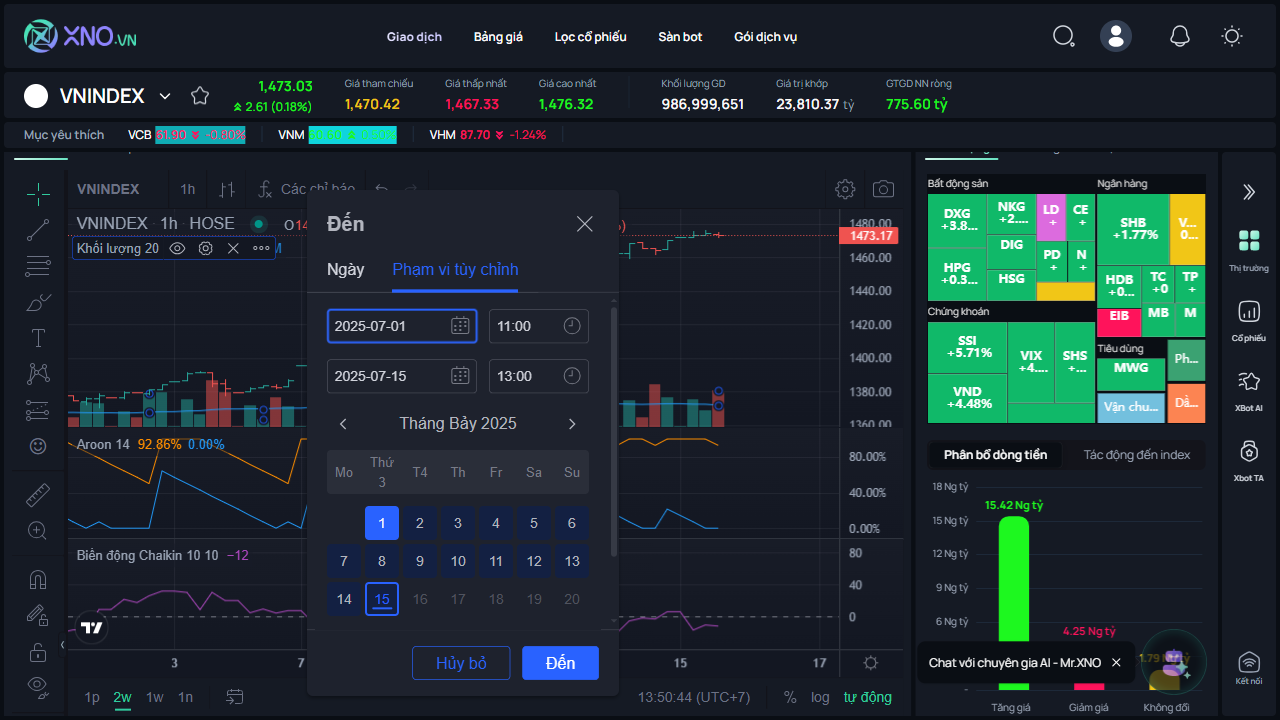 XNO.VN
Giao dịch
Bảng giá
Lọc cổ phiếu
Sàn bot
Gói dịch vụ
VNINDEX
1,473.03
2.61 (0.18%)
Giá tham chiếu
1,470.42
Giá thấp nhất
1,467.33
Giá cao nhất
1,476.32
Khối lượng GD
986,999,651
Giá trị khớp
23,810.37 tỷ
GTGD NN ròng
775.60 tỷ
Mục yêu thích
VCB 61.90 -0.80%
VNM
VHM 87.70 -1.24%
VNINDEX
1h
Các chỉ báo
VNINDEX · 1h · HOSE
Khối lượng 20
Aroon 14 92.86% 0.00%
Biến động Chaikin 10 10 −12
1480.00
1473.17
1460.00
1440.00
1420.00
1400.00
1380.00
1360.00
80.00%
40.00%
0.00%
80
40
0
3
7
15
17
1p
2w
1w
1n
13:50:44 (UTC+7)
%
log
tự động
Đến
Ngày
Phạm vi tùy chỉnh
2025-07-01
11:00
2025-07-15
13:00
Tháng Bảy 2025
Mo Thứ 3 T4 Th Fr Sa Su
1 2 3 4 5 6
7 8 9 10 11 12 13
14 15 16 17 18 19 20
Hủy bỏ
Đến
Bất động sản
DXG
+3.8...
NKG
+2....
LD
+
CE
+
HPG
+0.3...
DIG
HSG
PD
+
N
+
Ngân hàng
SHB
+1.77%
V...
0...
HDB
+0...
TC
+0
TP
+
EIB
MB
M
Chứng khoán
SSI
+5.71%
VND
+4.48%
VIX
+4....
SHS
+...
Tiêu dùng
MWG
Ph...
Vận chu...
Dầ...
Phân bổ dòng tiền
Tác động đến index
18 Ng tỷ
15 Ng tỷ
12 Ng tỷ
9 Ng tỷ
6 Ng tỷ
15.42 Ng tỷ
4.25 Ng tỷ
1.79 Ng tỷ
Tăng giá
Giảm giá
Không đổi
Chat với chuyên gia AI - Mr.XNO
Thị trường
Cổ phiếu
XBot AI
Xbot TA
Kết nối